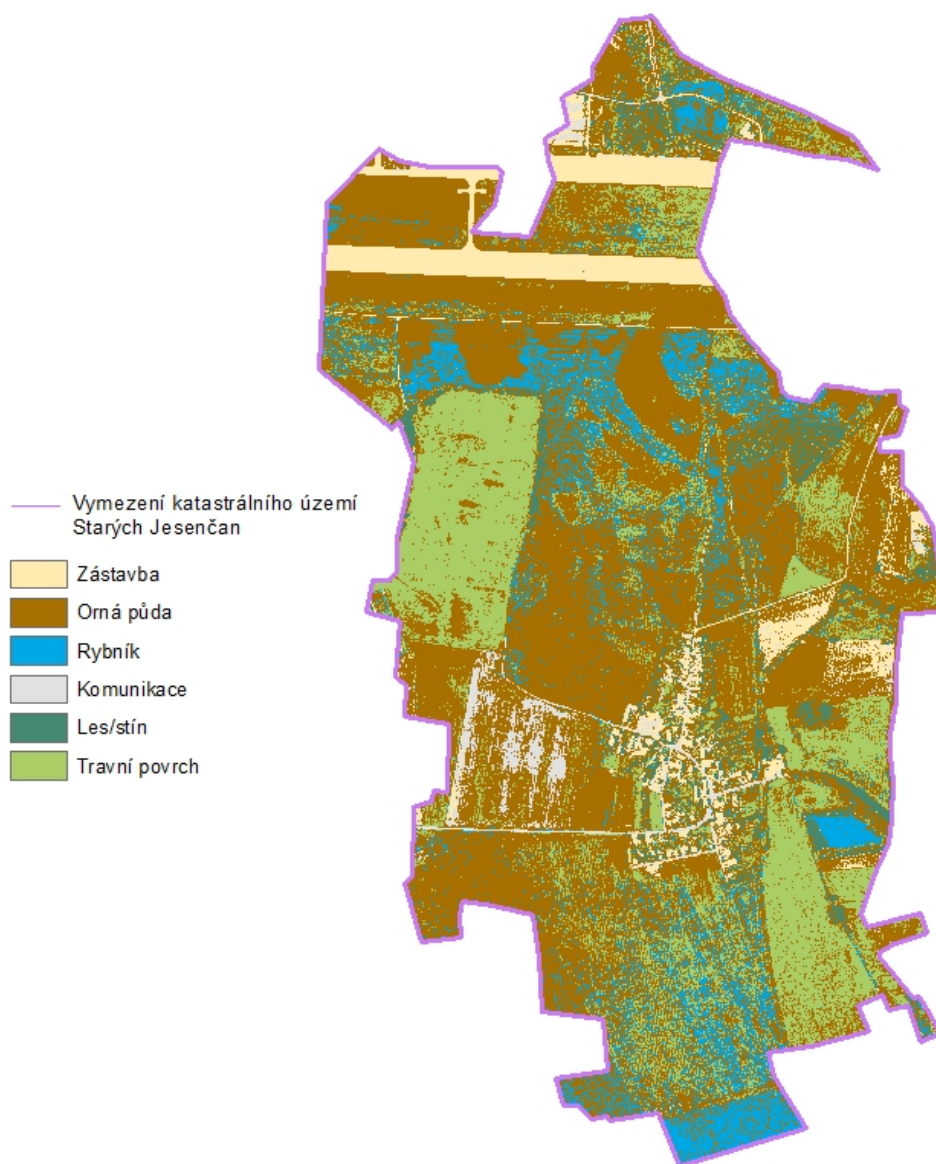 Vymezení katastrálního území
Starých Jesenčan
Zástavba
Orná půda
Rybník
Komunikace
Les/stín
Travní povrch